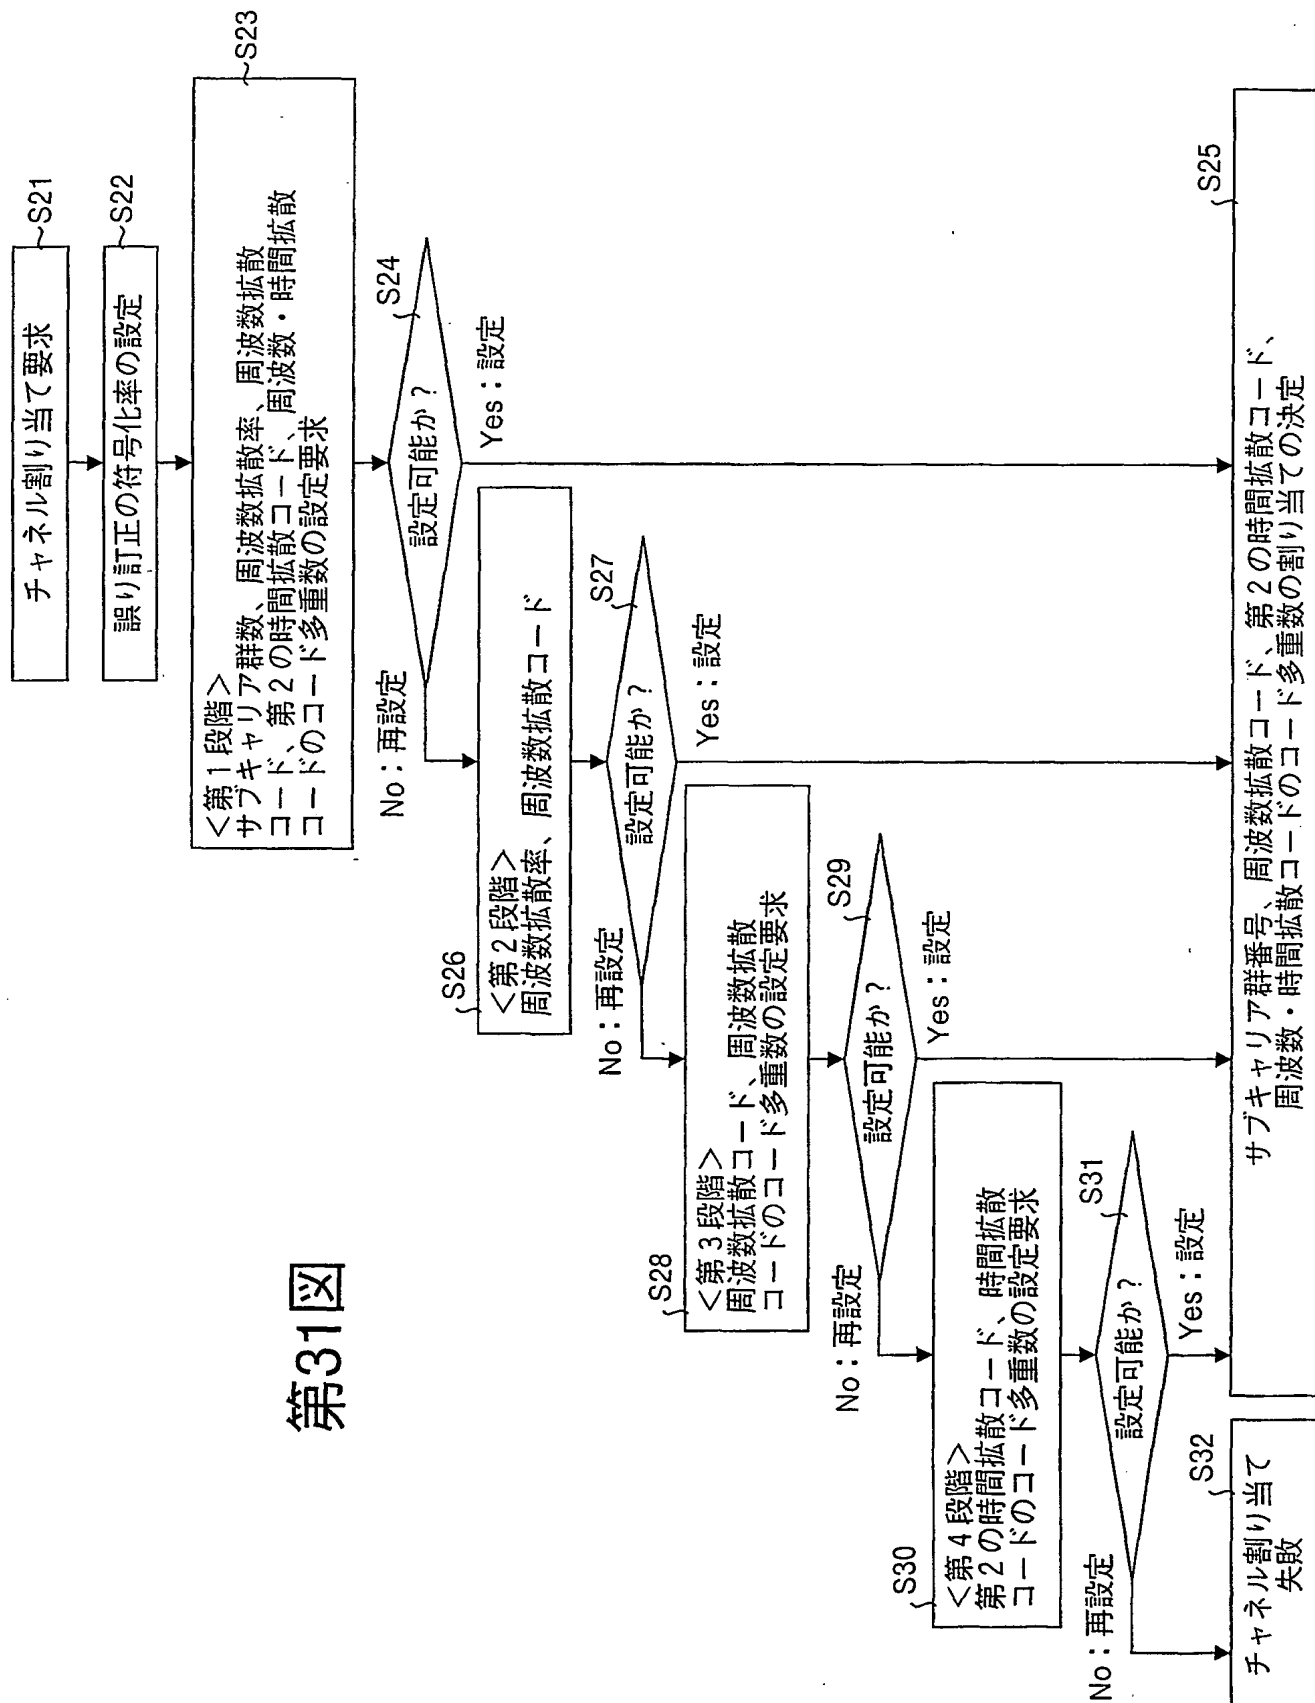 第31図
チャネル割り当て要求
S21
誤り訂正の符号化率の設定
S22
<第1段階>
サブキャリア群数、周波数拡散率、周波数拡散
コード、第2の時間拡散コード、周波数・時間拡散
コードのコード多重数の設定要求
S23
設定可能か？
S24
No：再設定
Yes：設定
S26
<第2段階>
周波数拡散率、周波数拡散コード
設定可能か？
S27
No：再設定
Yes：設定
S28
<第3段階>
周波数拡散コード、周波数拡散
コードのコード多重数の設定要求
設定可能か？
S29
No：再設定
Yes：設定
S30
<第4段階>
第2の時間拡散コード、時間拡散
コードのコード多重数の設定要求
設定可能か？
S31
No：再設定
Yes：設定
S32
チャネル割り当て
失敗
S25
サブキャリア群番号、周波数拡散コード、第2の時間拡散コード、
周波数・時間拡散コードのコード多重数の割り当ての決定